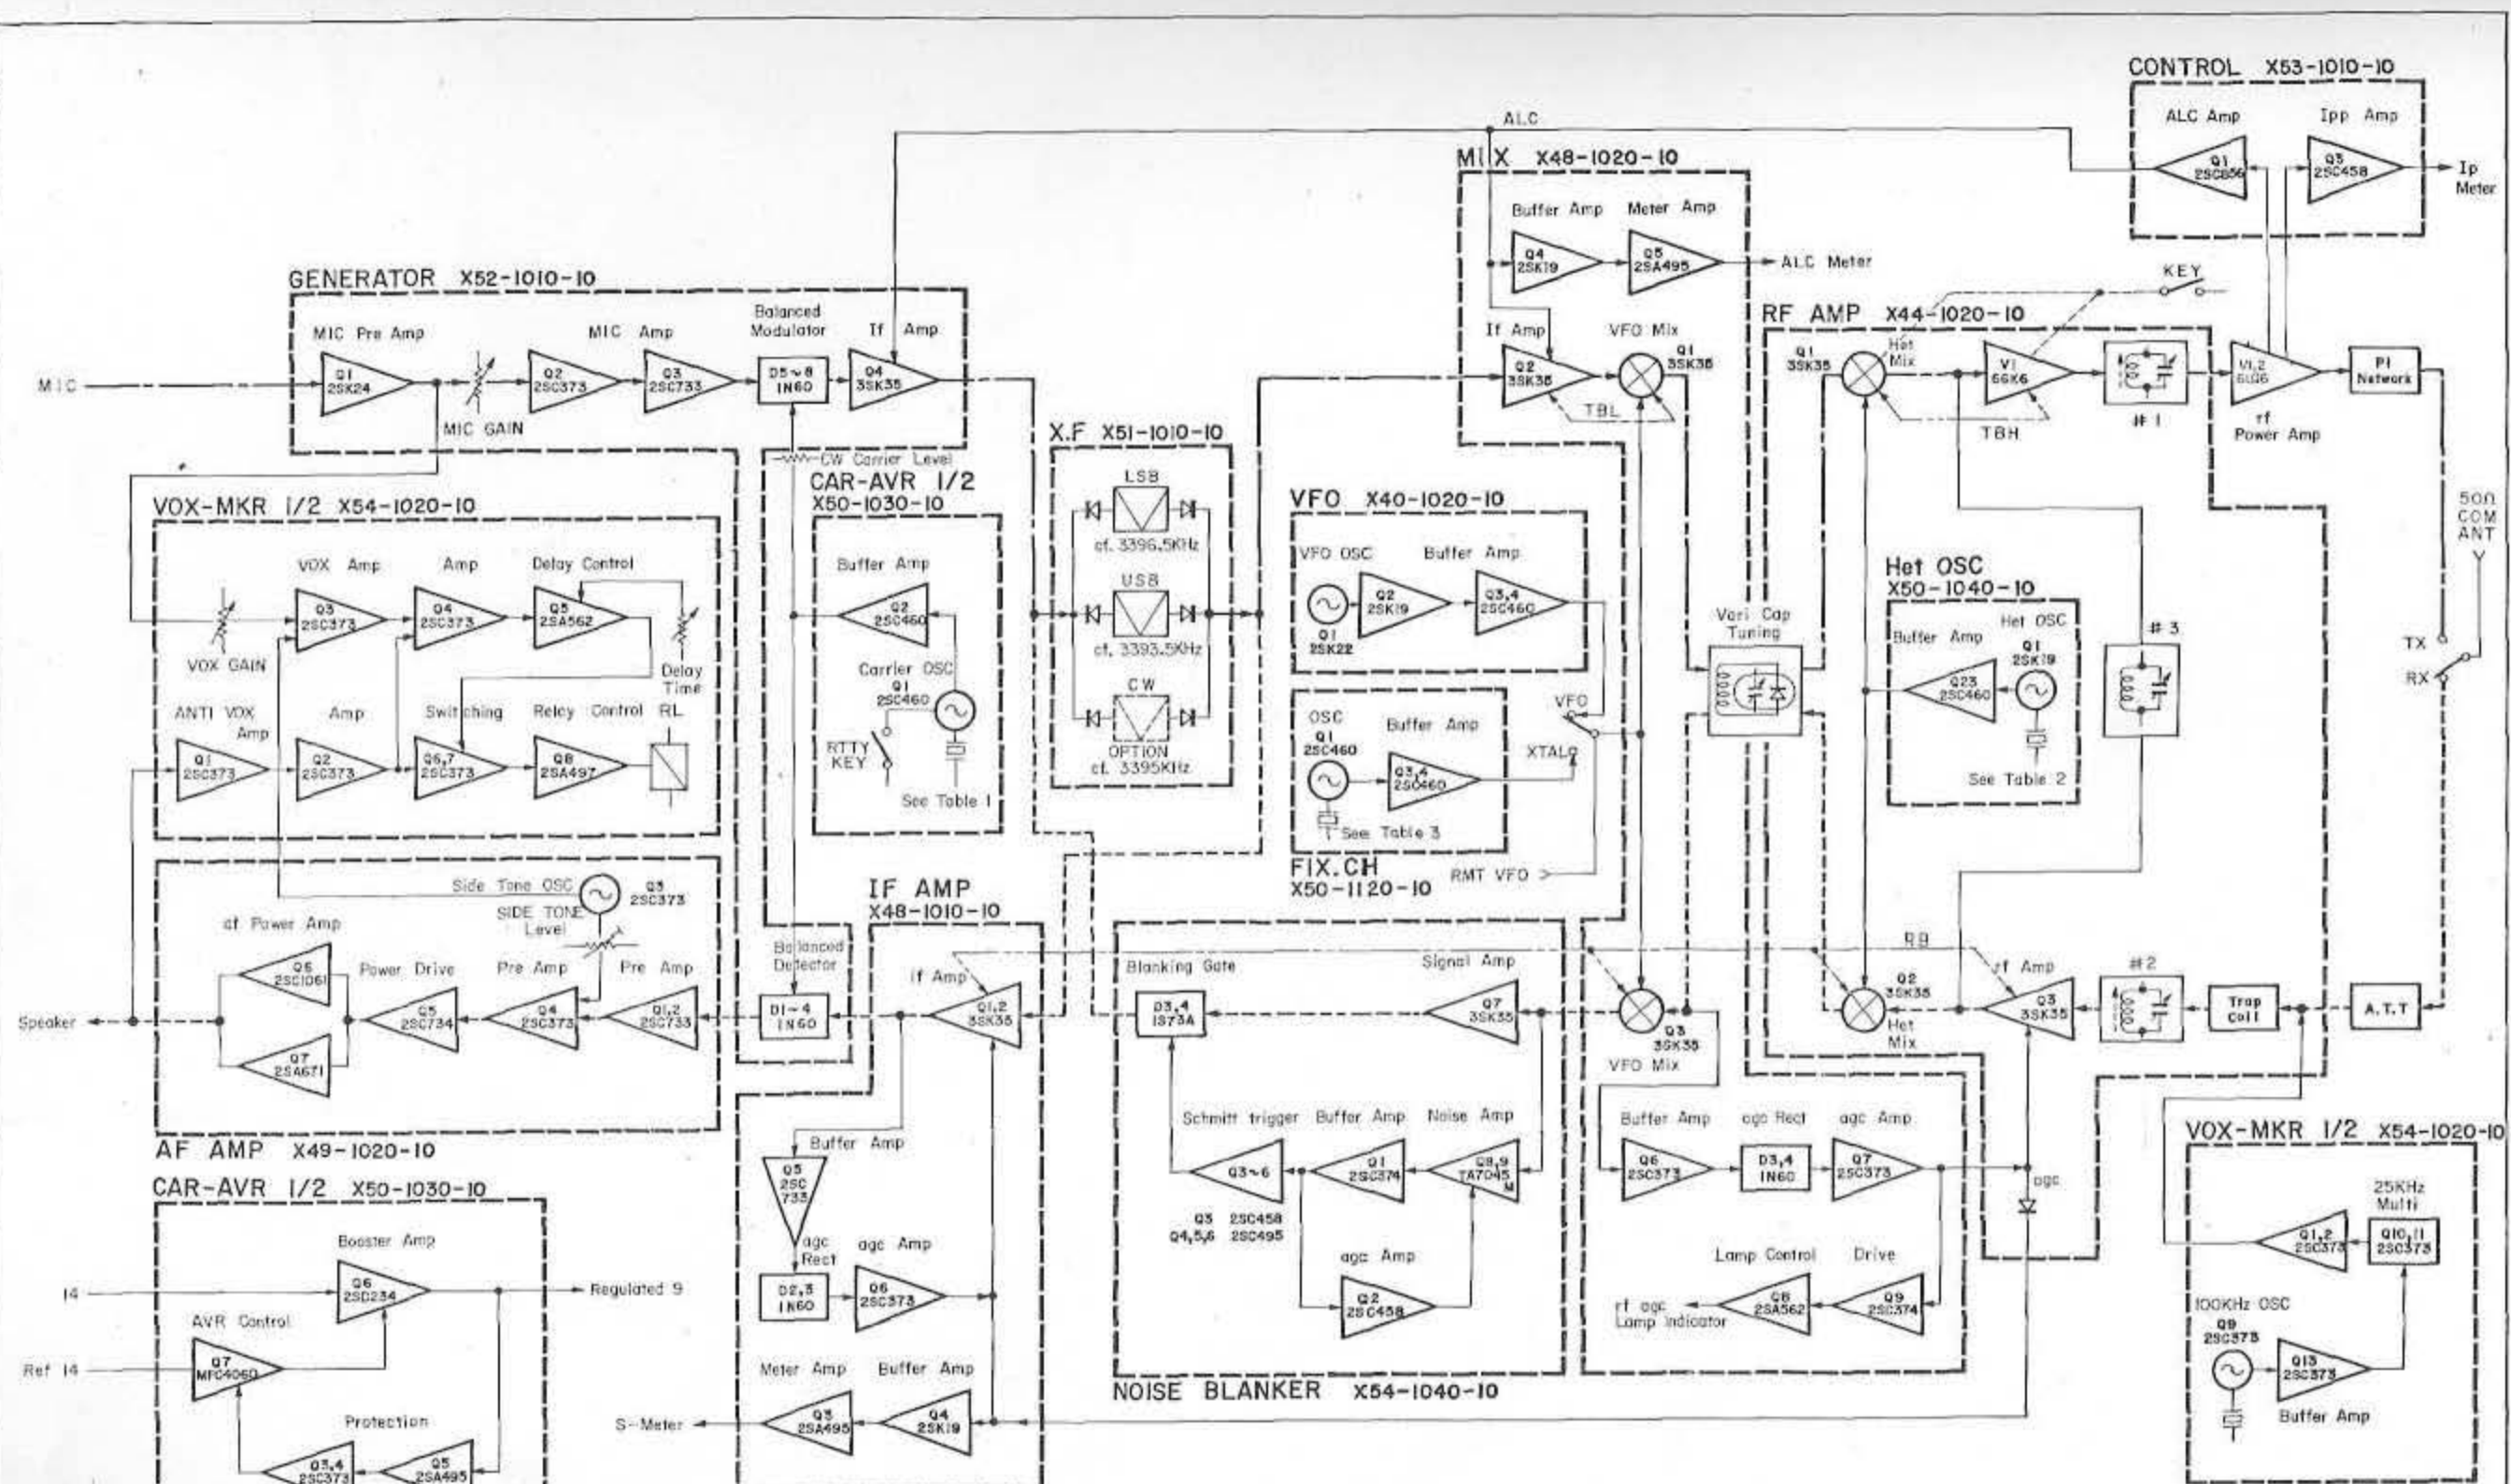 CONTROL X53-1010-10
ALC Amp
Ipp Amp
Q1
2SC856
Q3
2SC458
Ip
Meter
ALC
MIX X48-1020-10
Buffer Amp
Meter Amp
Q4
2SK19
Q5
2SA495
ALC Meter
If Amp
VFO Mix
Q2
3SK35
Q1
3SK35
TBL
KEY
RF AMP X44-1020-10
Q1
3SK35
Het
Mix
V1
6GK6
TBH
#1
V1,2
rf
Power Amp
PI
Network
50Ω
COM
ANT
TX
RX
GENERATOR X52-1010-10
MIC Pre Amp
MIC Amp
Balanced
Modulator
If Amp
MIC
Q1
2SK24
Q2
2SC373
Q3
2SC733
D5~8
1N60
Q4
3SK35
MIC GAIN
CW Carrier Level
VOX-MKR 1/2 X54-1020-10
VOX Amp
Amp
Delay Control
Q3
2SC373
Q4
2SC373
Q5
2SA562
VOX GAIN
Delay
Time
ANTI VOX
Amp
Amp
Switching
Relay Control
RL
Q1
2SC373
Q2
2SC373
Q6,7
2SC373
Q8
2SA497
CAR-AVR 1/2
X50-1030-10
Buffer Amp
Q2
2SC460
Carrier OSC
Q1
2SC460
RTTY
KEY
See Table 1
X.F X51-1010-10
LSB
cf. 3396.5KHz
USB
cf. 3393.5KHz
CW
OPTION
cf. 3395KHz
VFO X40-1020-10
VFO OSC
Buffer Amp
Q1
2SK22
Q2
2SK19
Q3,4
2SC460
OSC
Q1
2SC460
Buffer Amp
Q3,4
2SC460
See Table 3
FIX.CH
X50-1120-10
VFO
XTAL
RMT VFO
Vari Cap
Tuning
Het OSC
X50-1040-10
Buffer Amp
Het OSC
Q1
2SK19
Q23
2SC460
See Table 2
#3
Side Tone OSC
Q3
2SC373
SIDE TONE
Level
af Power Amp
Q6
2SC1061
Power Drive
Pre Amp
Pre Amp
Speaker
Q5
2SC734
Q4
2SC373
Q1,2
2SC733
Q7
2SA671
AF AMP X49-1020-10
Balanced
Detector
D1~4
1N60
IF AMP
X48-1010-10
If Amp
Q1,2
3SK35
Buffer Amp
Q5
2SC
733
agc
Rect
agc Amp
D2,3
1N60
Q6
2SC373
Meter Amp
Buffer Amp
S-Meter
Q3
2SA495
Q4
2SK19
Blanking Gate
Signal Amp
D3,4
1S73A
Q7
3SK35
Schmitt trigger
Buffer Amp
Noise Amp
Q3~6
Q1
2SC374
Q8,9
TA7045
M
Q3 2SC458
Q4,5,6 2SC495
agc Amp
Q2
2SC458
NOISE BLANKER X54-1040-10
Q3
3SK35
VFO Mix
Buffer Amp
agc Rect
agc Amp
Q6
2SC373
D3,4
1N60
Q7
2SC373
agc
Lamp Control
Drive
rf agc
Lamp Indicator
Q8
2SA562
Q9
2SC374
RB
Q2
3SK35
Het
Mix
rf Amp
Q3
3SK35
#2
Trap
Coil
A.T.T
VOX-MKR 1/2 X54-1020-10
25KHz
Multi
Q1,2
2SC373
Q10,11
2SC373
100KHz OSC
Q9
2SC373
Q13
2SC373
Buffer Amp
CAR-AVR 1/2 X50-1030-10
Booster Amp
14
Q6
2SD234
Regulated 9
AVR Control
Ref 14
Q7
MFC4060
Protection
Q3,4
2SC373
Q5
2SA495